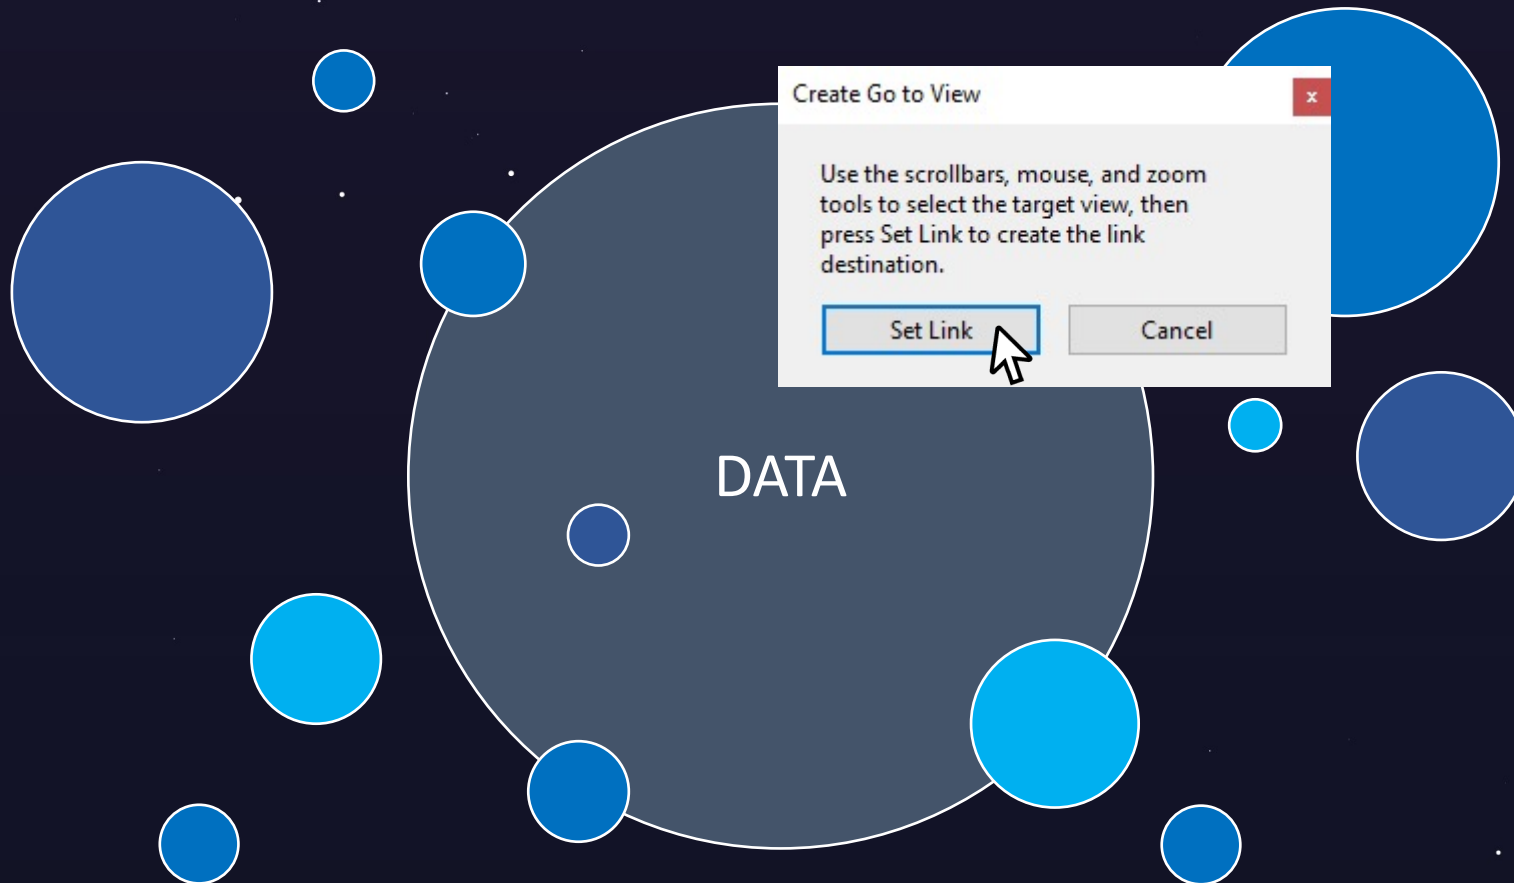 Create Go to View
x
Use the scrollbars, mouse, and zoom
tools to select the target view, then
press Set Link to create the link
destination.
Set Link
Cancel
DATA